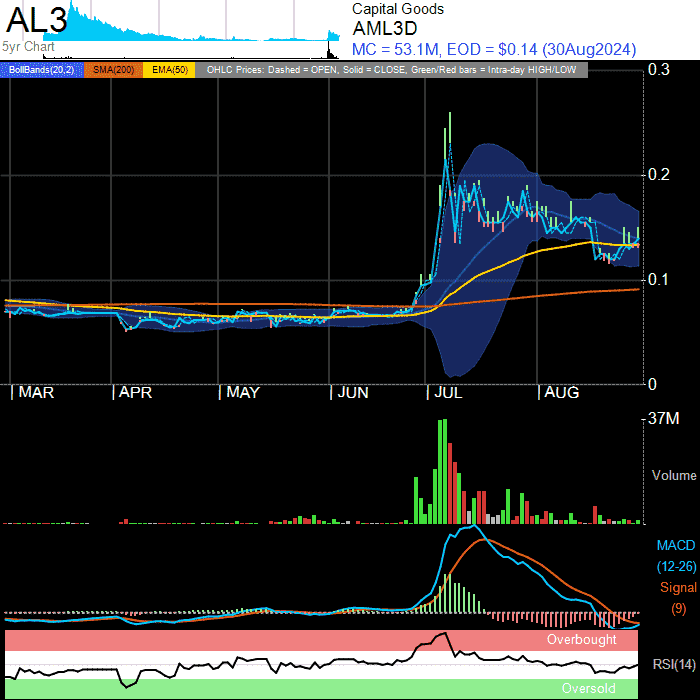 AL3
5yr Chart
Capital Goods
AML3D
MC = 53.1M, EOD = $0.14 (30Aug2024)
BollBands(20,2) SMA(200) EMA(50) OHLC Prices: Dashed = OPEN, Solid = CLOSE, Green/Red bars = Intra-day HIGH/LOW
0.3
0.2
0.1
0
MAR APR MAY JUN JUL AUG
37M
Volume
MACD
(12-26)
Signal
(9)
Overbought
RSI(14)
Oversold